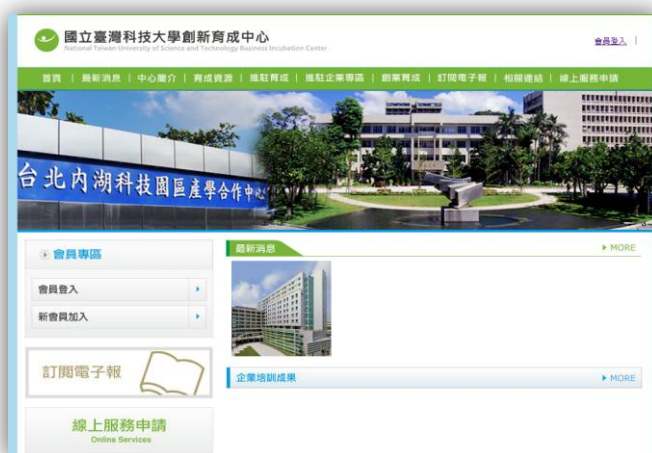 國立臺灣科技大學創新育成中心
National Taiwan University of Science and Technology Business Incubation Center
會員登入 |
首頁 | 最新消息 | 中心簡介 | 育成資源 | 進駐育成 | 進駐企業專區 | 創業育成 | 訂閱電子報 | 相關連結 | 線上服務申請
台北內湖科技園區產學合作中心
會員專區
會員登入
新會員加入
訂閱電子報
線上服務申請
Online Services
最新消息
MORE
企業培訓成果
MORE